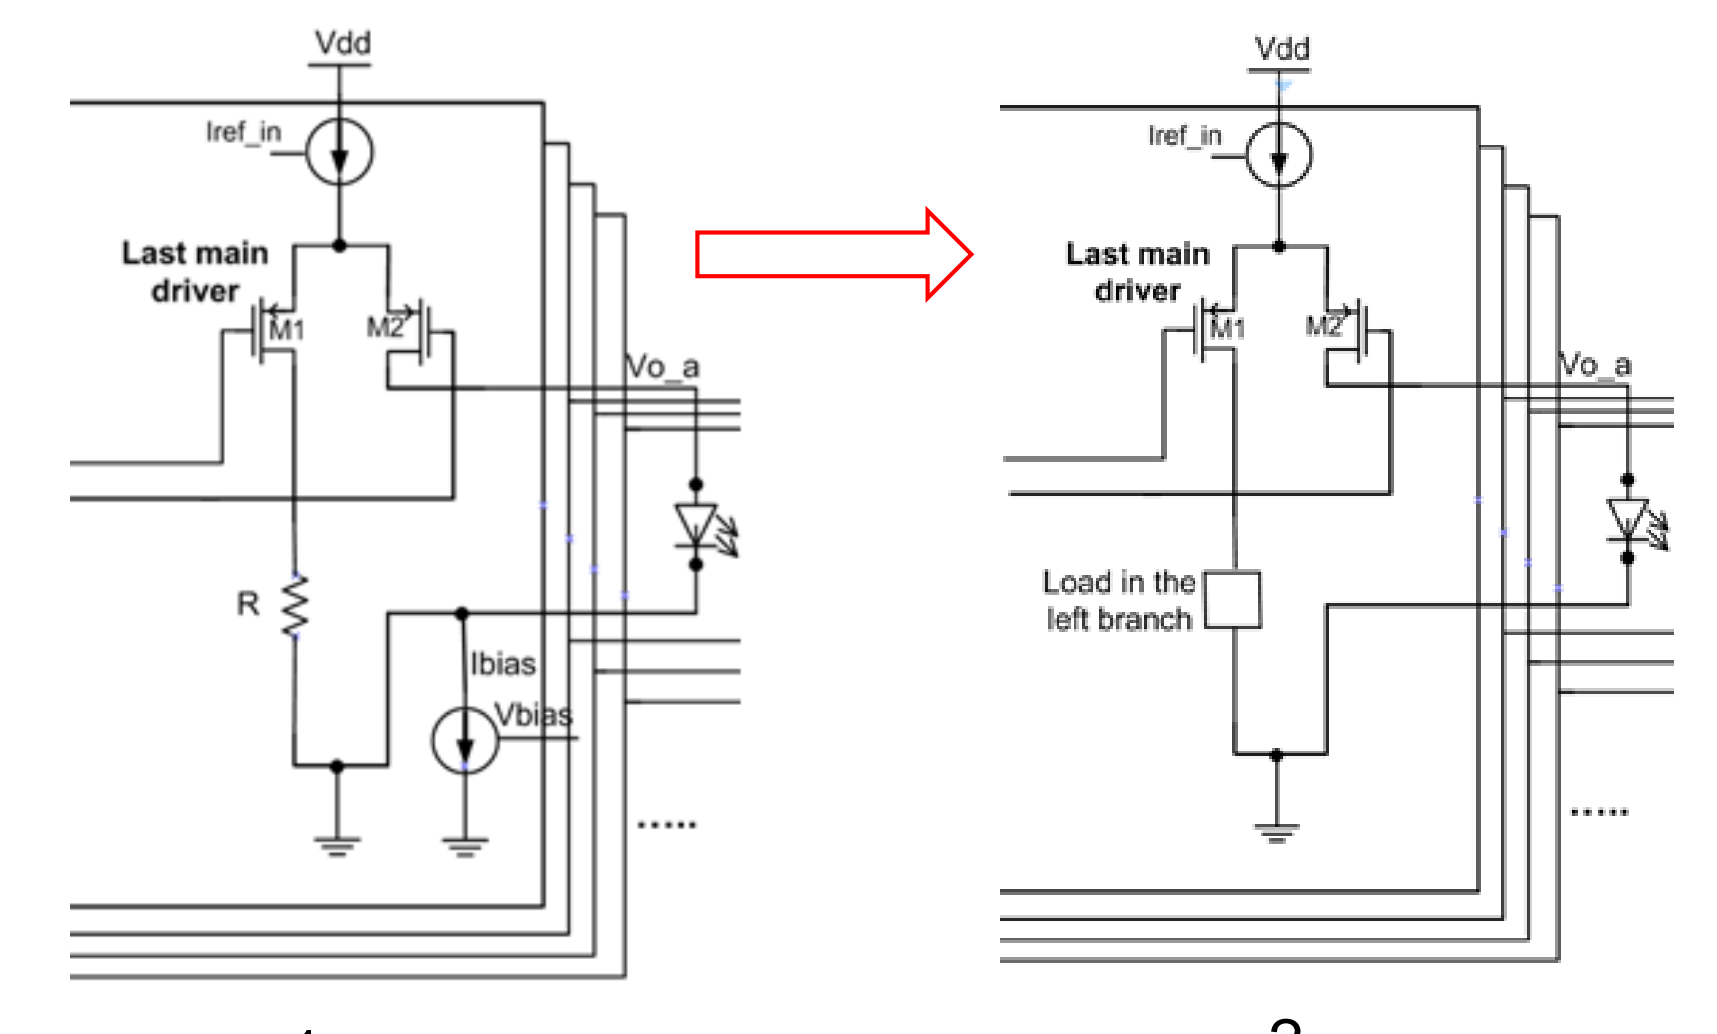 Vdd
Iref_in
Last main
driver
M1
M2
Vo_a
R
Ibias
Vbias
.....
Vdd
Iref_in
Last main
driver
M1
M2
Vo_a
Load in the
left branch
.....